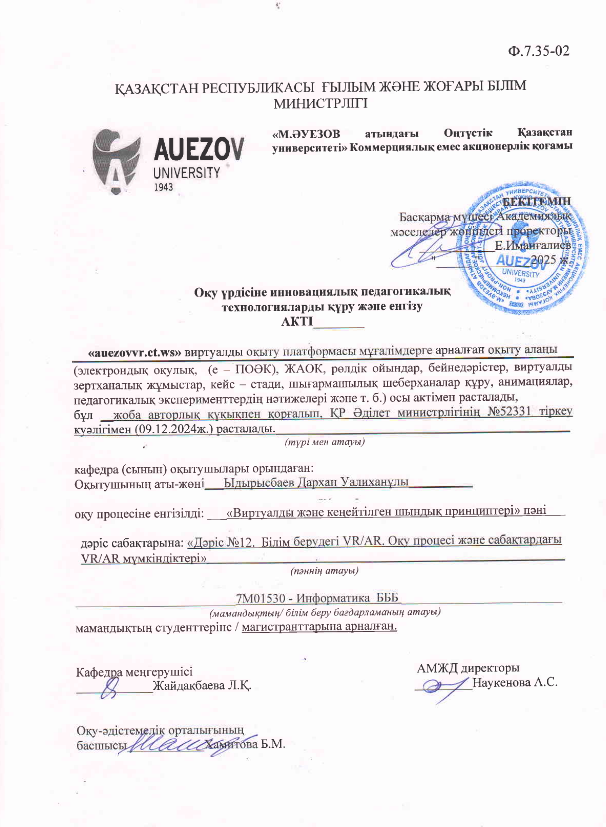 Ф.7.35-02
ҚАЗАҚСТАН РЕСПУБЛИКАСЫ ҒЫЛЫМ ЖӘНЕ ЖОҒАРЫ БІЛІМ
МИНИСТРЛІГІ
AUEZOV
UNIVERSITY
1943
«М.ӘУЕЗОВ атындағы Оңтүстік Қазақстан
университеті» Коммерциялық емес акционерлік қоғамы
БЕКІТЕМІН
Басқарма мүшесі Академиялық
мәселелер жөніндегі проректоры
Е.Иманғалиев
2025 ж.
AUEZOV
UNIVERSITY
1943
Оқу үрдісіне инновациялық педагогикалық
технологияларды құру және енгізу
АКТІ
«auezovvr.ct.ws» виртуалды оқыту платформасы мұғалімдерге арналған оқыту алаңы
(электрондық оқулық, (е – ПОӘК), ЖАОК, рөлдік ойындар, бейнедәрістер, виртуалды
зертханалық жұмыстар, кейс – стади, шығармашылық шеберханалар құру, анимациялар,
педагогикалық эксперименттердің нәтижелері және т. б.) осы актімен расталады,
бұл жоба авторлық құқықпен қорғалып, ҚР Әділет министрлігінің №52331 тіркеу
куәлігімен (09.12.2024ж.) расталады.
(түрі мен атауы)
кафедра (сынып) оқытушылары орындаған:
Оқытушының аты-жөні Ыдырысбаев Дархан Уалиханұлы
оқу процесіне енгізілді: «Виртуалды және кеңейтілген шындық принциптері» пәні
дәріс сабақтарына: «Дәріс №12. Білім берудегі VR/AR. Оқу процесі және сабақтардағы
VR/AR мүмкіндіктері»
(пәннің атауы)
7М01530 - Информатика БББ
(мамандықтың/ білім беру бағдарламаның атауы)
мамандықтың студенттеріне / магистранттарына арналған.
Кафедра меңгерушісі
Жайдакбаева Л.Қ.
АМЖД директоры
Наукенова А.С.
Оқу-әдістемелік орталығының
басшысы Хамитова Б.М.